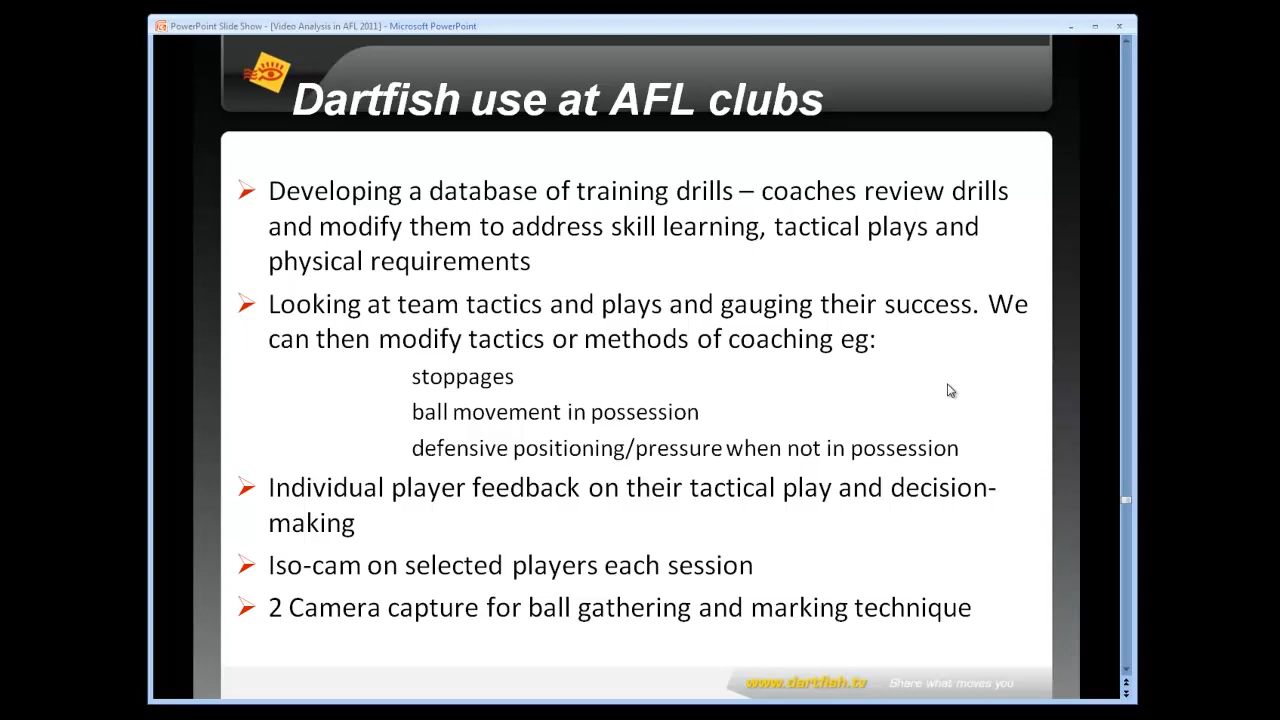 PowerPoint Slide Show - [Video Analysis in AFL 2011] - Microsoft PowerPoint
Dartfish use at AFL clubs
Developing a database of training drills – coaches review drills
and modify them to address skill learning, tactical plays and
physical requirements
Looking at team tactics and plays and gauging their success. We
can then modify tactics or methods of coaching eg:
stoppages
ball movement in possession
defensive positioning/pressure when not in possession
Individual player feedback on their tactical play and decision-
making
Iso-cam on selected players each session
2 Camera capture for ball gathering and marking technique
www.dartfish.tv Share what moves you